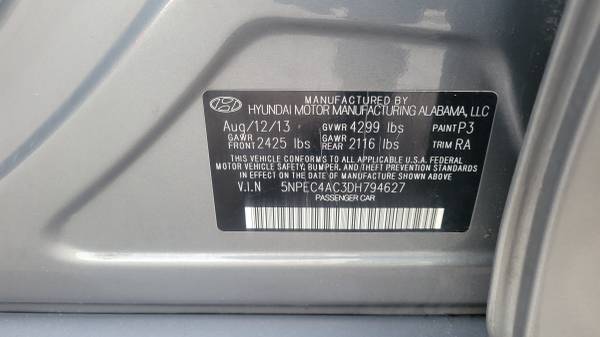 MANUFACTURED BY
HYUNDAI MOTOR MANUFACTURING ALABAMA, LLC
Aug/12/13 GVWR 4299 lbs PAINT P3
GAWR FRONT 2425 lbs GAWR REAR 2116 lbs TRIM RA
THIS VEHICLE CONFORMS TO ALL APPLICABLE FEDERAL
MOTOR VEHICLE SAFETY, BUMPER, AND THEFT STANDARDS
IN EFFECT ON THE DATE OF MANUFACTURE SHOWN ABOVE.
V.I.N 5NPEC4AC3DH794627
PASSENGER CAR